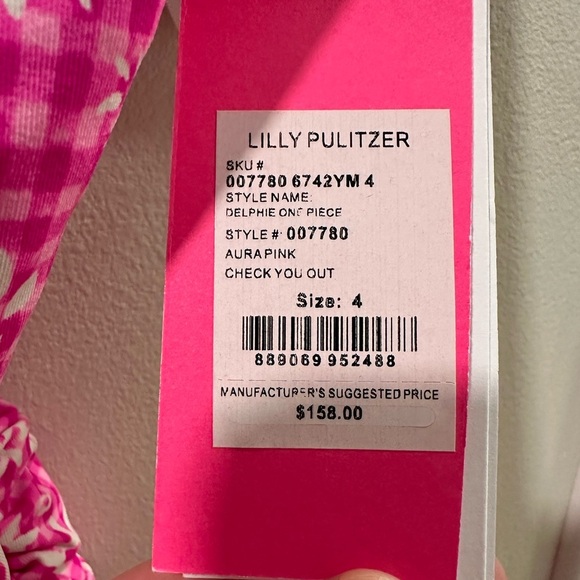 LILLY PULITZER
SKU #
007780 6742YM 4
STYLE NAME:
DELPHIE ONE PIECE
STYLE #: 007780
AURA PINK
CHECK YOU OUT
Size: 4
889069 952488
MANUFACTURER'S SUGGESTED PRICE
$158.00